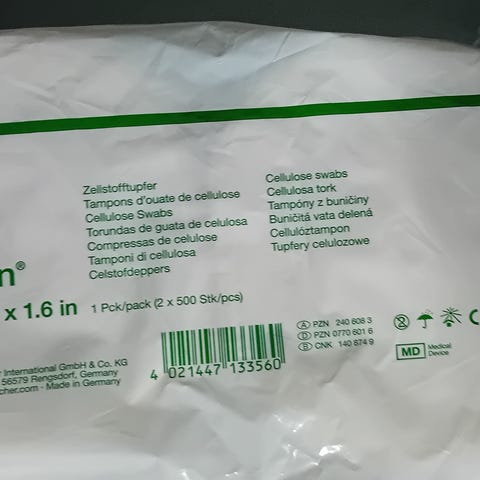 Zellstofftupfer
Tampons d'ouate de cellulose
Cellulose Swabs
Torundas de guata de celulosa
Compressas de celulose
Tamponi di cellulosa
Celstofdeppers
Cellulose swabs
Cellulosa tork
Tampóny z buničiny
Buničitá vata delená
Cellulóztampon
Tupfery celulozowe
n®
x 1.6 in
1 Pck/pack (2 x 500 Stk/pcs)
r International GmbH & Co. KG
56579 Rengsdorf, Germany
cher.com - Made in Germany
4 021447 133560
A PZN 240 608 3
D PZN 0770 601 6
B CNK 140 874 9
MD Medical
Device